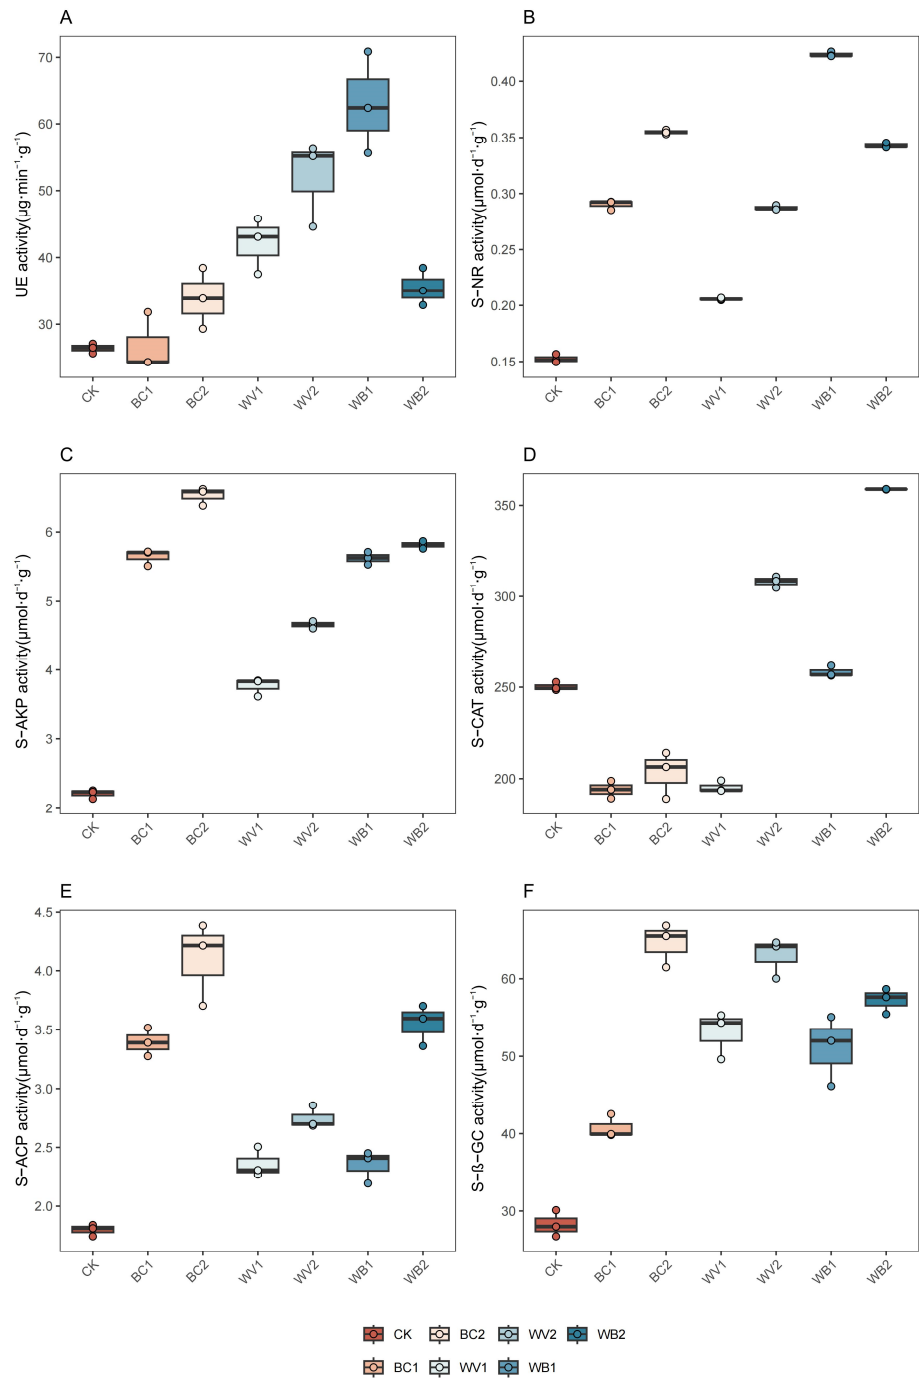 A
UE activity(μg·min⁻¹·g⁻¹)
70
60
50
40
30
CK BC1 BC2 WV1 WV2 WB1 WB2
B
S−NR activity(μmol·d⁻¹·g⁻¹)
0.40
0.35
0.30
0.25
0.20
0.15
CK BC1 BC2 WV1 WV2 WB1 WB2
C
S−AKP activity(μmol·d⁻¹·g⁻¹)
6
5
4
3
2
CK BC1 BC2 WV1 WV2 WB1 WB2
D
S−CAT activity(μmol·d⁻¹·g⁻¹)
350
300
250
200
CK BC1 BC2 WV1 WV2 WB1 WB2
E
S−ACP activity(μmol·d⁻¹·g⁻¹)
4.5
4.0
3.5
3.0
2.5
2.0
CK BC1 BC2 WV1 WV2 WB1 WB2
F
S−ß−GC activity(μmol·d⁻¹·g⁻¹)
60
50
40
30
CK BC1 BC2 WV1 WV2 WB1 WB2
CK BC2 WV2 WB2
BC1 WV1 WB1